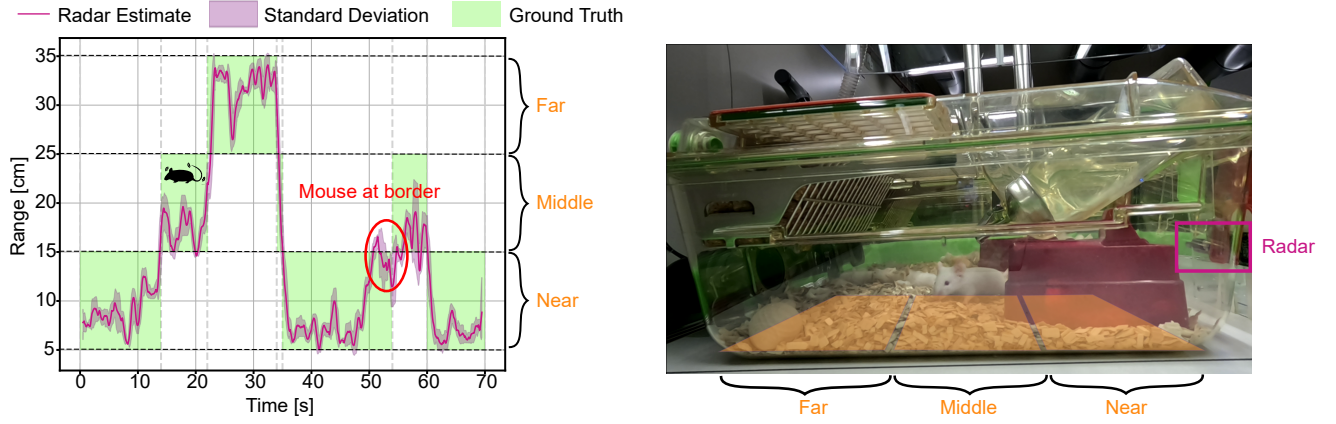 Radar Estimate Standard Deviation Ground Truth
35
30
25
20
15
10
5
Range [cm]
0 10 20 30 40 50 60 70
Time [s]
Mouse at border
Far
Middle
Near
Radar
Far Middle Near